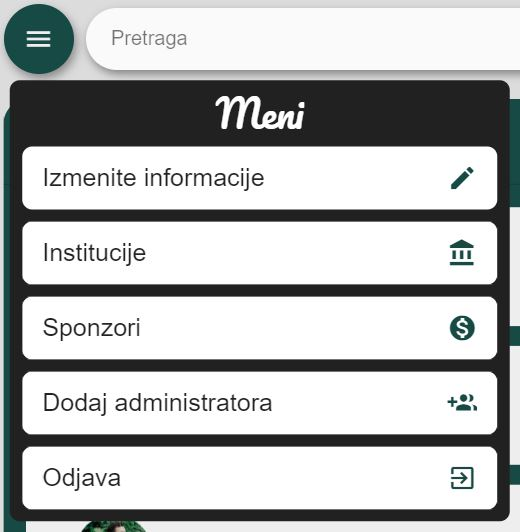 Pretraga
Meni
Izmenite informacije
Institucije
Sponzori
Dodaj administratora
Odjava